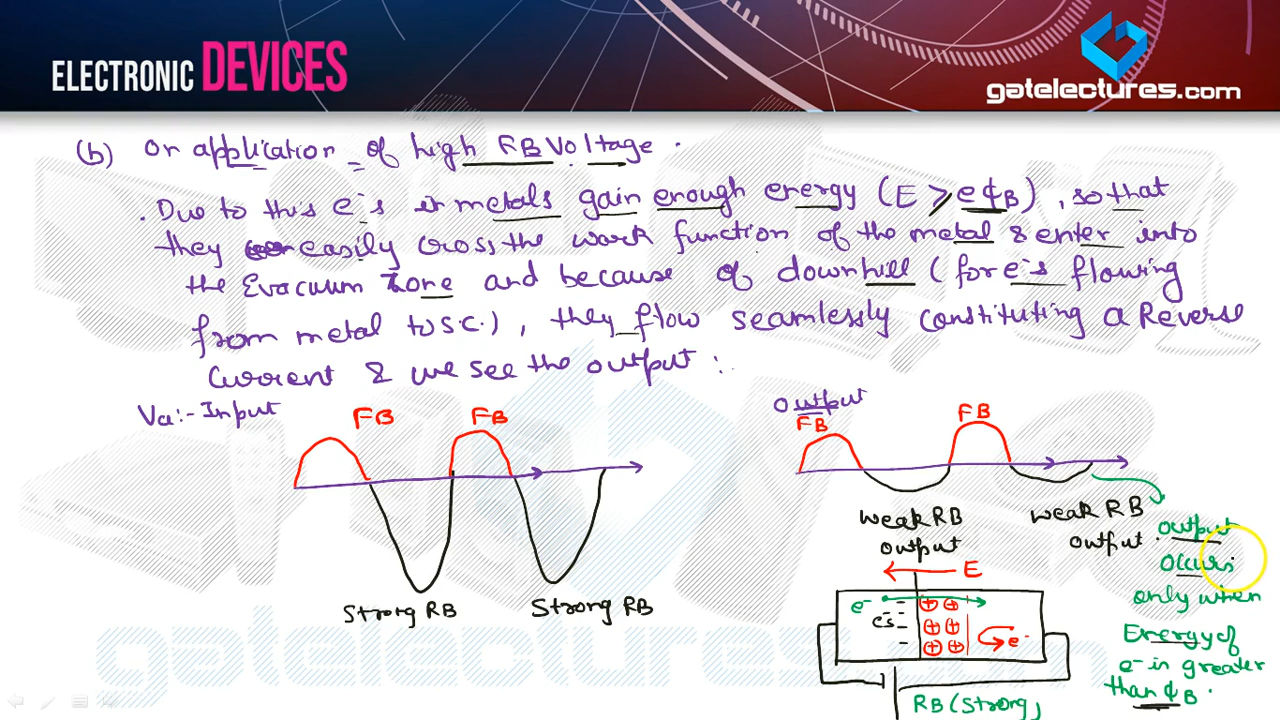 ELECTRONIC DEVICES
gatelectures.com
(b) On application of high FB Voltage.
. Due to this e⁻'s in metals gain enough energy (E > eϕB), so that
they easily cross the work function of the metal & enter into
the Evacuum Zone and because of downhill (for e⁻'s flowing
from metal to S.C.), they flow seamlessly constituting a Reverse
Current & we see the output :.
Va:- Input
FB
FB
Strong RB
Strong RB
Output
FB
FB
weak RB
output
weak RB
output.
output
Occurs
only when
Energy of
e⁻ in greater
than ϕB.
E
e⁻
e⁻
RB (Strong)
gatelectures.com